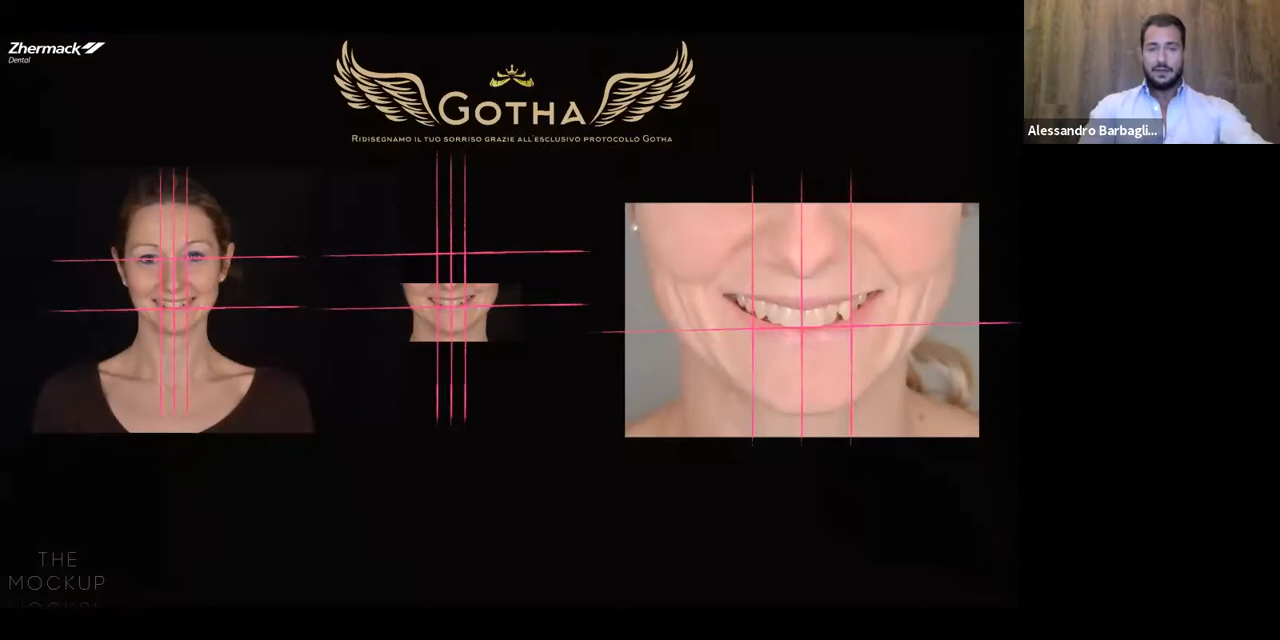 Zhermack
Dental
GOTHA
RIDISEGNAMO IL TUO SORRISO GRAZIE ALL'ESCLUSIVO PROTOCOLLO GOTHA
Alessandro Barbagli...
THE
MOCKUP